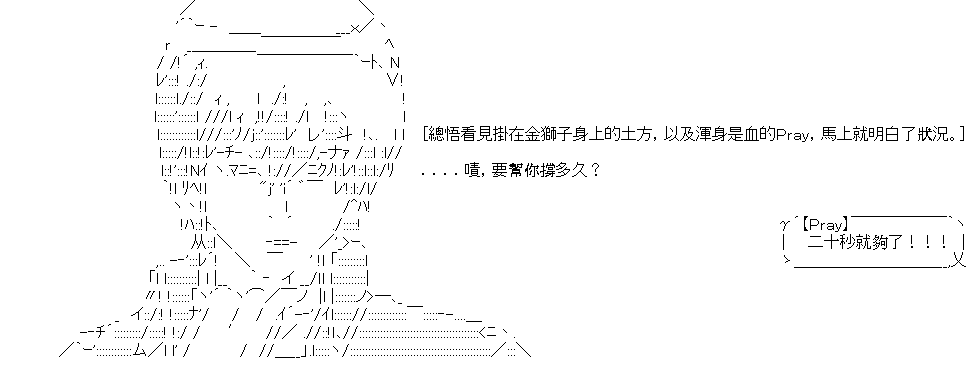 [總悟看見掛在金獅子身上的土方，以及渾身是血的Pray，馬上就明白了狀況。]
．．．．嘖，要幫你撐多久？
【Pray】
二十秒就夠了！！！